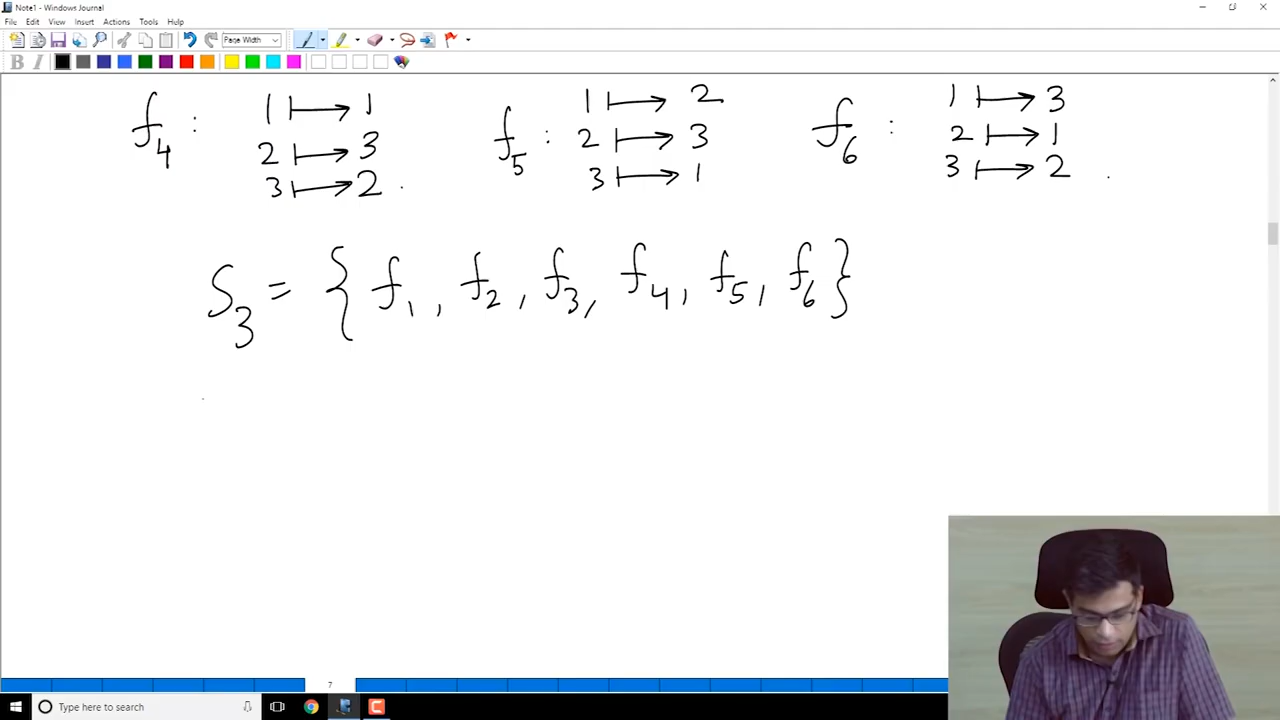 Note1 - Windows Journal
File Edit View Insert Actions Tools Help
Page Width
B I
f4 : 1 ↦ 1 f5 : 1 ↦ 2 f6 : 1 ↦ 3
2 ↦ 3 2 ↦ 3 2 ↦ 1
3 ↦ 2 . 3 ↦ 1 3 ↦ 2 .
S3 = { f1 , f2 , f3 , f4 , f5 , f6 }
7
Type here to search